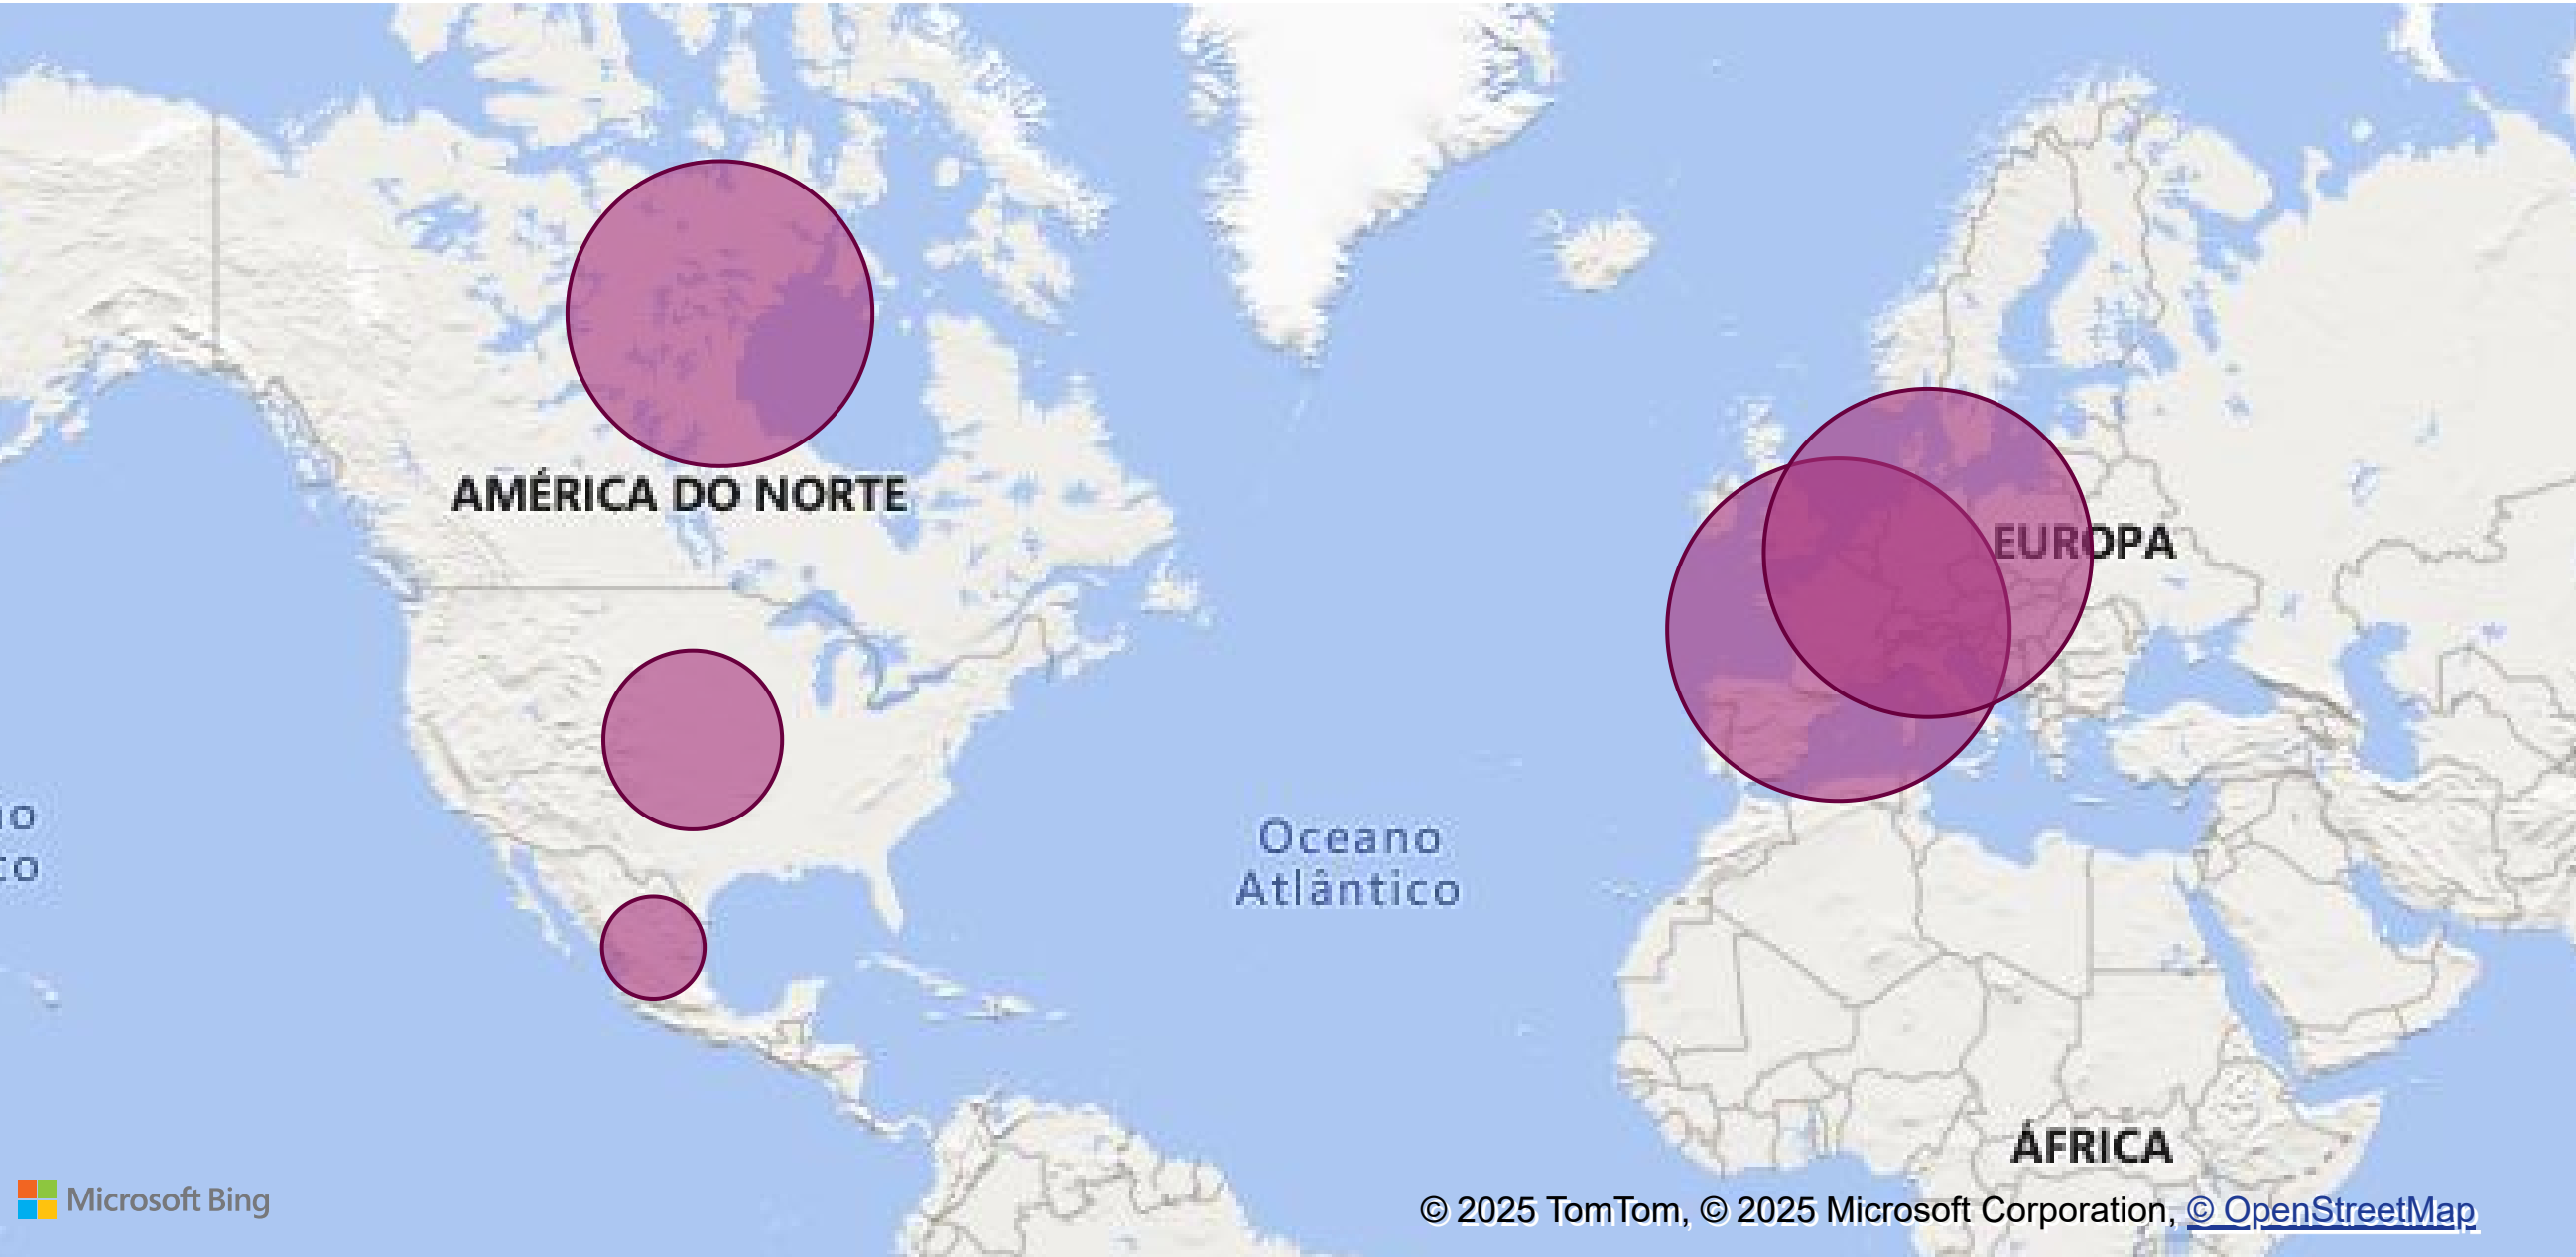 AMÉRICA DO NORTE
EUROPA
Oceano
Atlântico
ÁFRICA
Microsoft Bing
© 2025 TomTom, © 2025 Microsoft Corporation, © OpenStreetMap